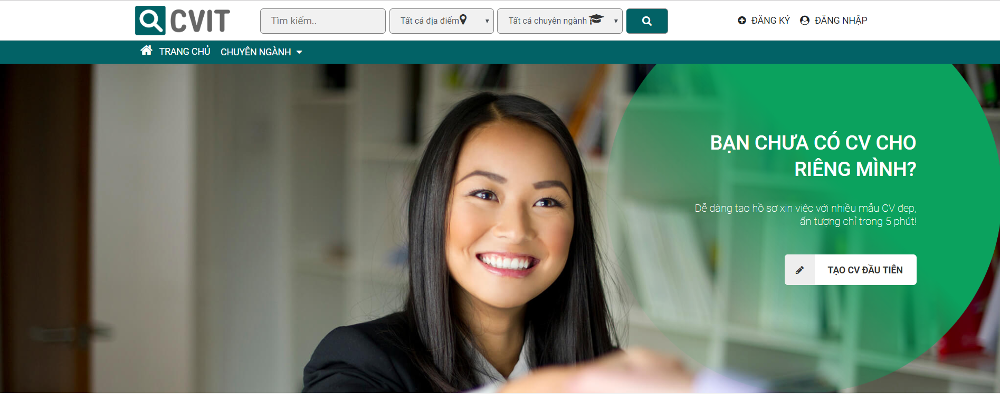 CVIT
Tìm kiếm..
Tất cả địa điểm
Tất cả chuyên ngành
ĐĂNG KÝ
ĐĂNG NHẬP
TRANG CHỦ
CHUYÊN NGÀNH
BẠN CHƯA CÓ CV CHO
RIÊNG MÌNH?
Dễ dàng tạo hồ sơ xin việc với nhiều mẫu CV đẹp,
ấn tượng chỉ trong 5 phút!
TẠO CV ĐẦU TIÊN